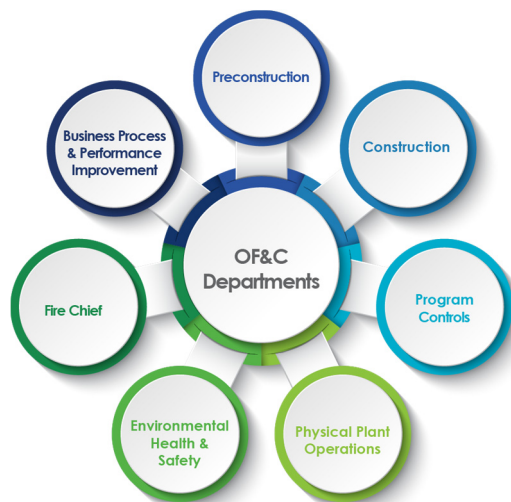 Preconstruction
Construction
Program
Controls
Physical Plant
Operations
Environmental
Health &
Safety
Fire Chief
Business Process
& Performance
Improvement
OF&C
Departments